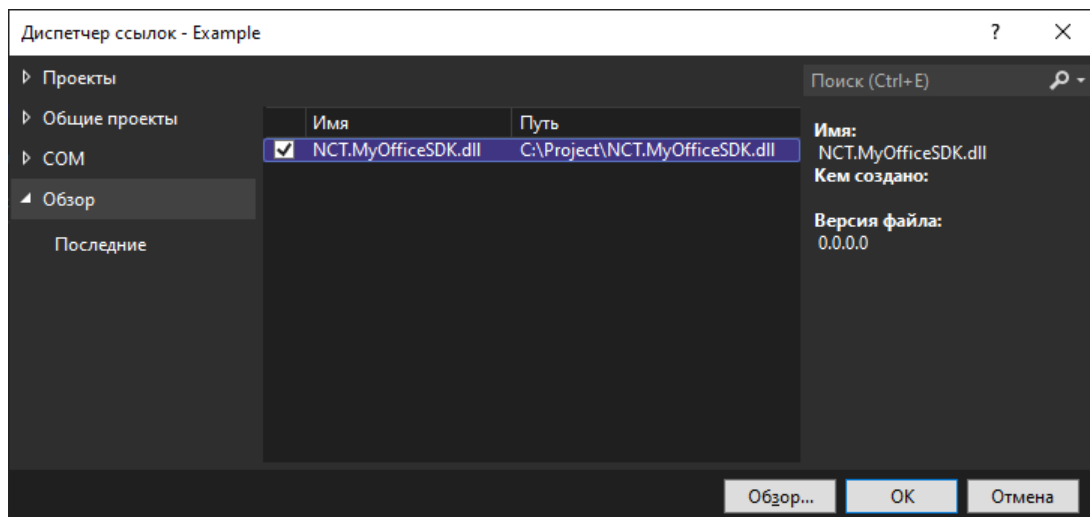 Диспетчер ссылок - Example
?
Проекты
Общие проекты
COM
Обзор
Последние
Имя Путь
NCT.MyOfficeSDK.dll C:\Project\NCT.MyOfficeSDK.dll
Поиск (Ctrl+E)
Имя:
NCT.MyOfficeSDK.dll
Кем создано:
Версия файла:
0.0.0.0
Обзор... ОК Отмена